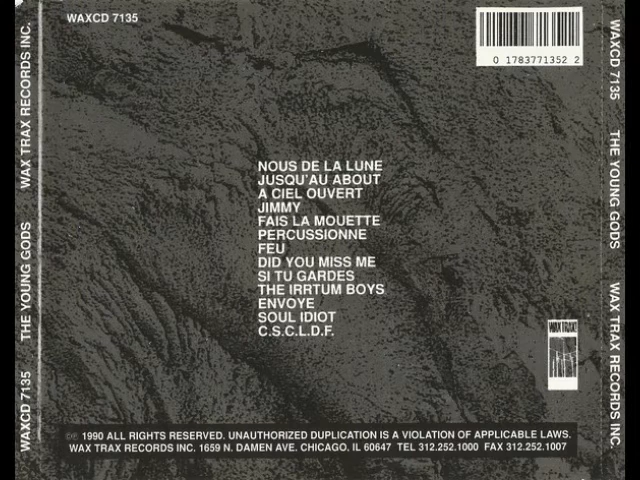 WAXCD 7135
0 1783771352 2
NOUS DE LA LUNE
JUSQU'AU ABOUT
A CIEL OUVERT
JIMMY
FAIS LA MOUETTE
PERCUSSIONNE
FEU
DID YOU MISS ME
SI TU GARDES
THE IRRTUM BOYS
ENVOYE
SOUL IDIOT
C.S.C.L.D.F.
WAX TRAX!
©℗ 1990 ALL RIGHTS RESERVED. UNAUTHORIZED DUPLICATION IS A VIOLATION OF APPLICABLE LAWS.
WAX TRAX RECORDS INC. 1659 N. DAMEN AVE. CHICAGO. IL 60647 TEL 312.252.1000 FAX 312.252.1007
WAXCD 7135 THE YOUNG GODS WAX TRAX RECORDS INC.
WAXCD 7135 THE YOUNG GODS WAX TRAX RECORDS INC.